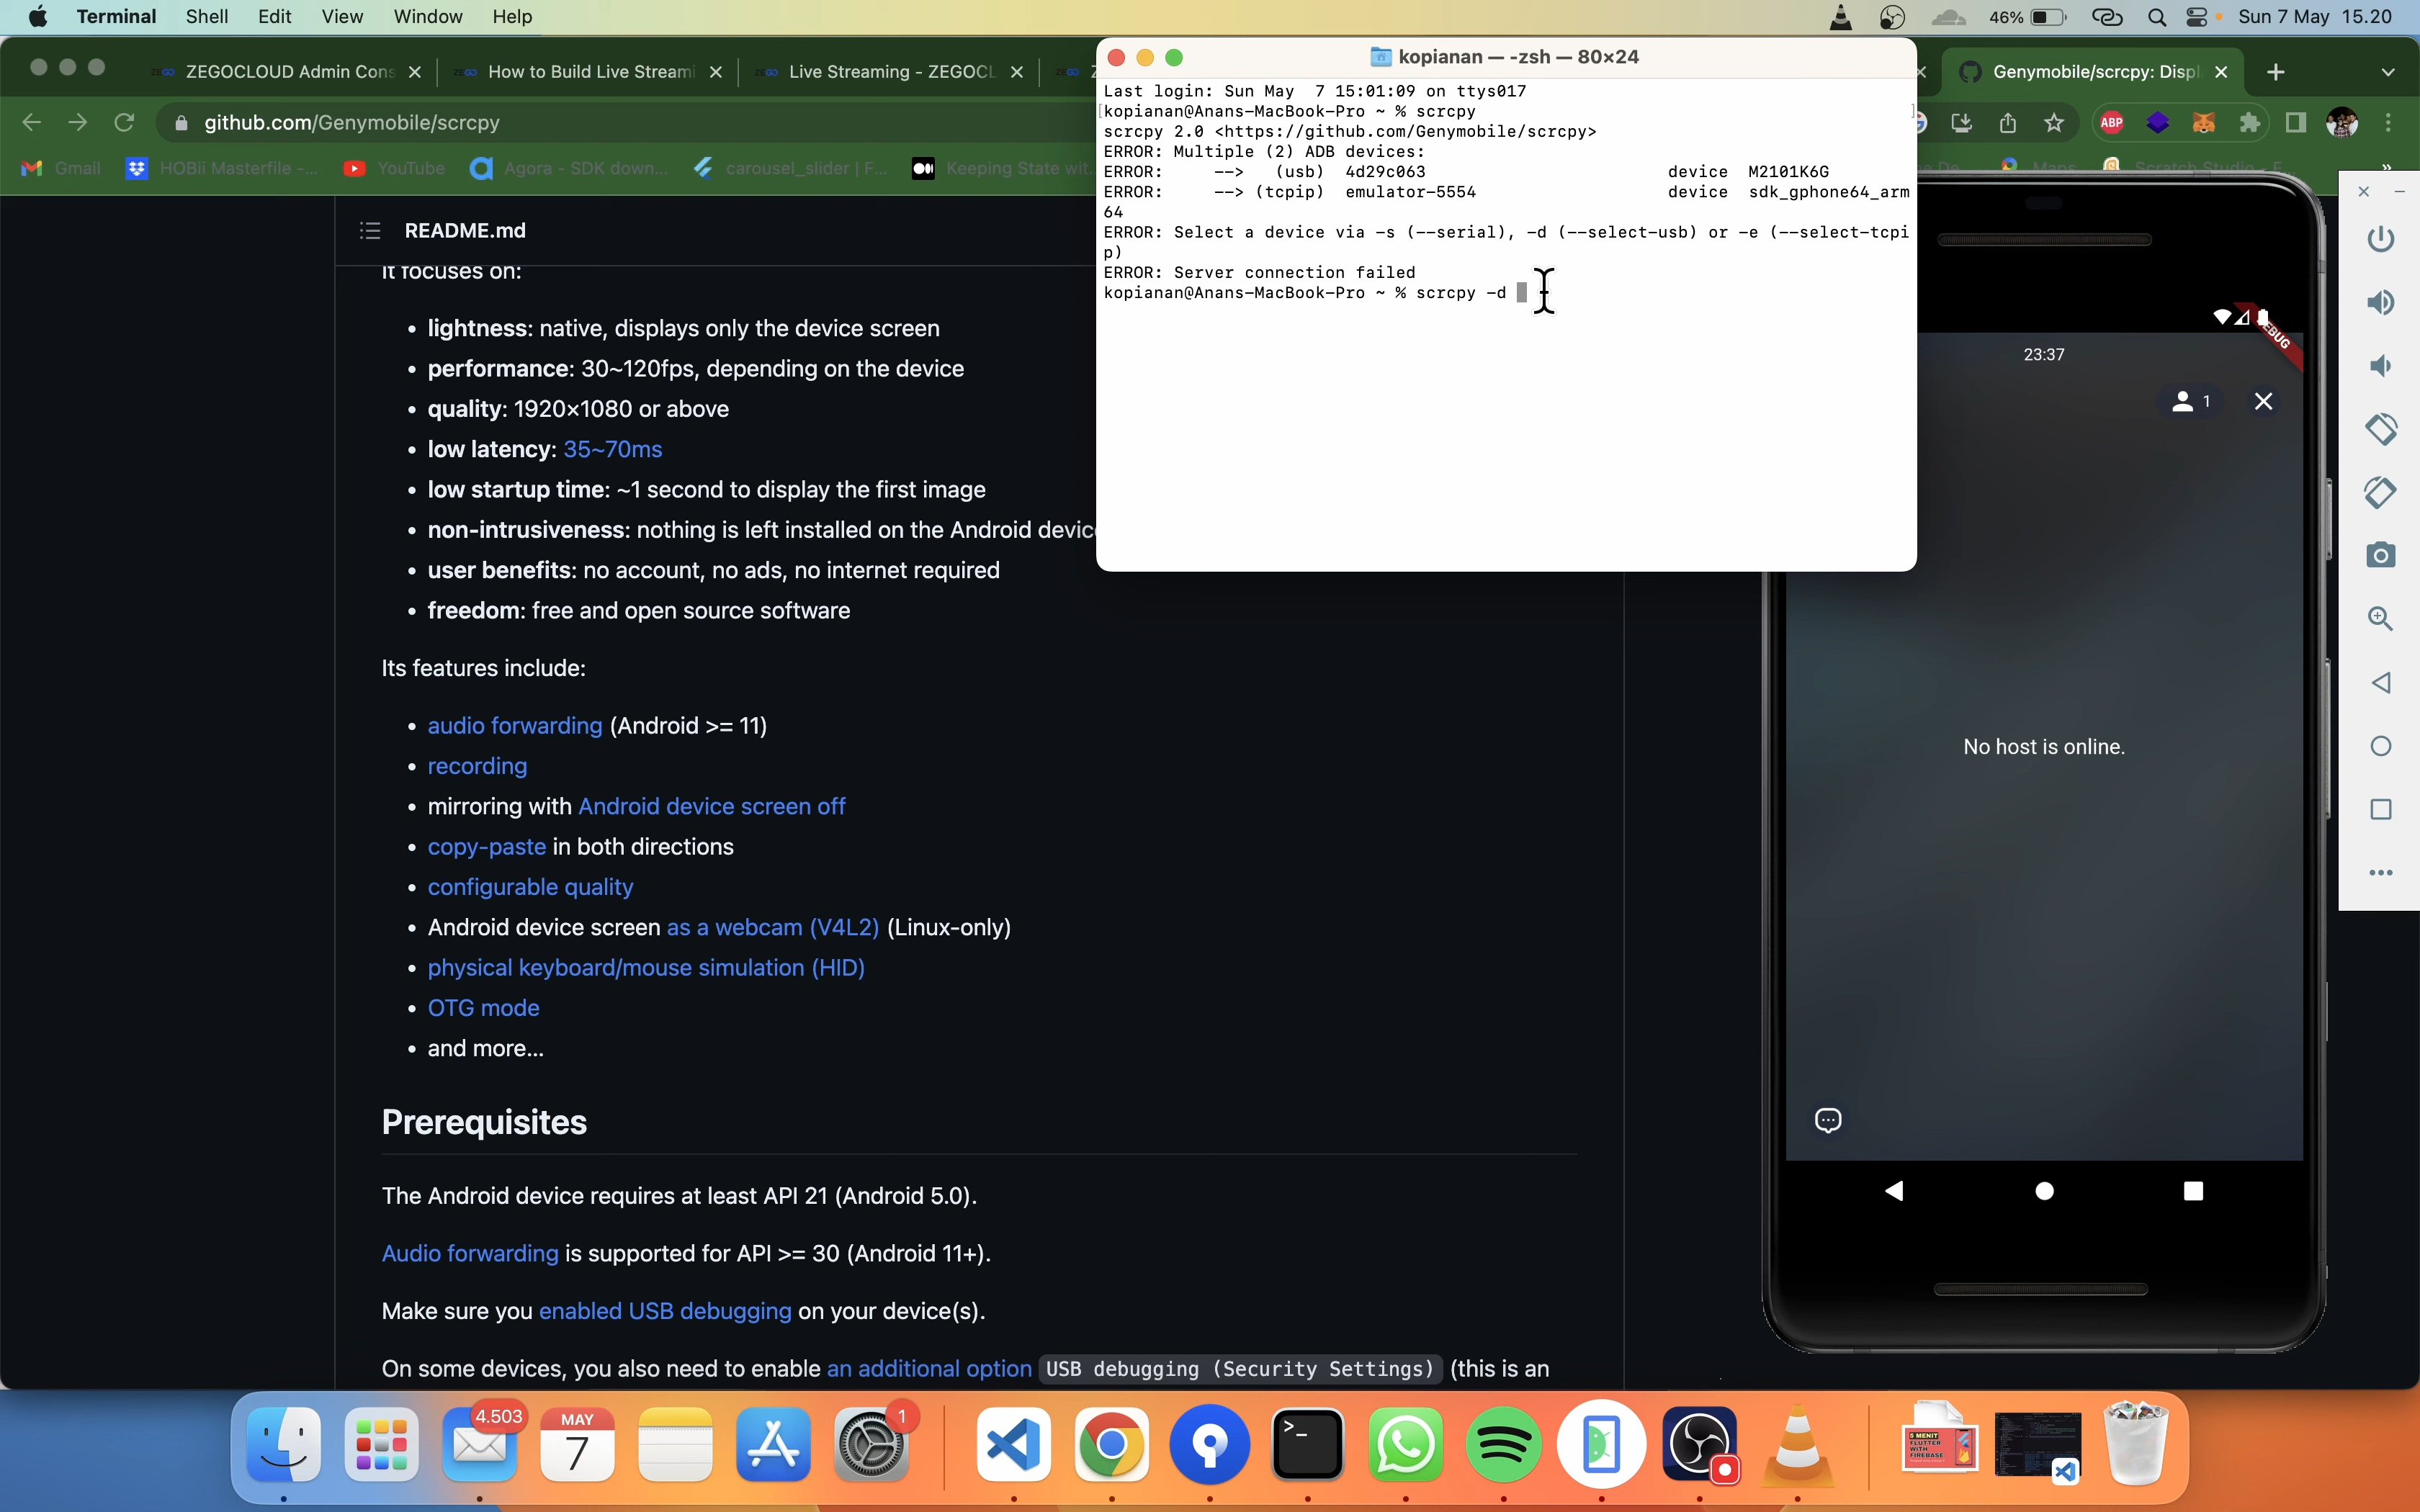 Terminal Shell Edit View Window Help
46% Sun 7 May 15.20
ZEGOCLOUD Admin Cons
How to Build Live Streami
Live Streaming - ZEGOCL
Genymobile/scrcpy: Displ
github.com/Genymobile/scrcpy
ABP
Gmail
HOBii Masterfile -...
YouTube
Agora - SDK down...
carousel_slider | F...
Keeping State wit...
Maps
Scratch Studio - F...
kopianan — -zsh — 80×24
Last login: Sun May  7 15:01:09 on ttys017
[kopianan@Anans-MacBook-Pro ~ % scrcpy ]
scrcpy 2.0 <https://github.com/Genymobile/scrcpy>
ERROR: Multiple (2) ADB devices:
ERROR:     -->   (usb)  4d29c063                        device  M2101K6G
ERROR:     --> (tcpip)  emulator-5554                   device  sdk_gphone64_arm
64
ERROR: Select a device via -s (--serial), -d (--select-usb) or -e (--select-tcpi
p)
ERROR: Server connection failed
kopianan@Anans-MacBook-Pro ~ % scrcpy -d
README.md
It focuses on:
• lightness: native, displays only the device screen
• performance: 30~120fps, depending on the device
• quality: 1920×1080 or above
• low latency: 35~70ms
• low startup time: ~1 second to display the first image
• non-intrusiveness: nothing is left installed on the Android devic
• user benefits: no account, no ads, no internet required
• freedom: free and open source software
Its features include:
• audio forwarding (Android >= 11)
• recording
• mirroring with Android device screen off
• copy-paste in both directions
• configurable quality
• Android device screen as a webcam (V4L2) (Linux-only)
• physical keyboard/mouse simulation (HID)
• OTG mode
• and more...
Prerequisites
The Android device requires at least API 21 (Android 5.0).
Audio forwarding is supported for API >= 30 (Android 11+).
Make sure you enabled USB debugging on your device(s).
On some devices, you also need to enable an additional option USB debugging (Security Settings) (this is an
23:37
1
No host is online.
4.503
MAY
7
1
5 MENIT
FLUTTER
WITH
FIREBASE